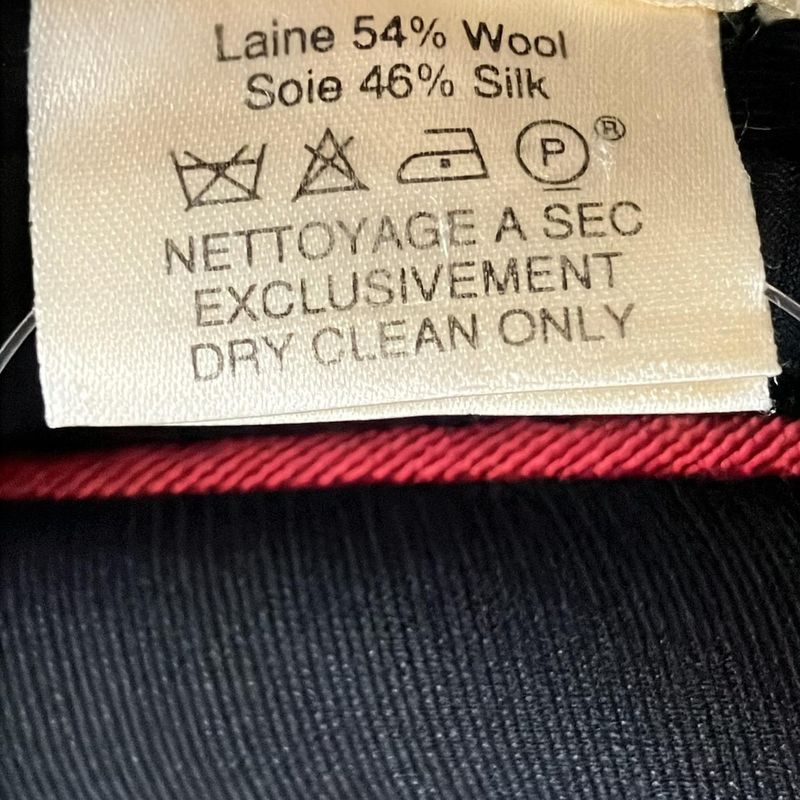 Laine 54% Wool
Soie 46% Silk
P ®
NETTOYAGE A SEC
EXCLUSIVEMENT
DRY CLEAN ONLY